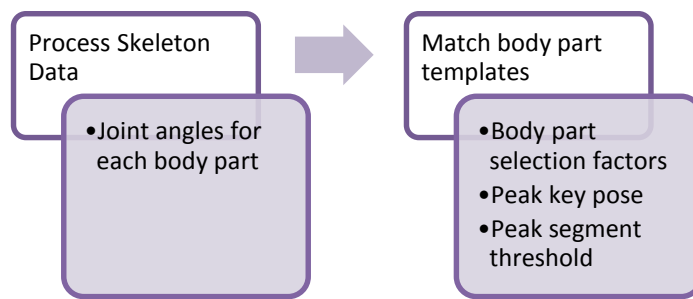 Process Skeleton
Data
•Joint angles for
each body part
Match body part
templates
•Body part
selection factors
•Peak key pose
•Peak segment
threshold